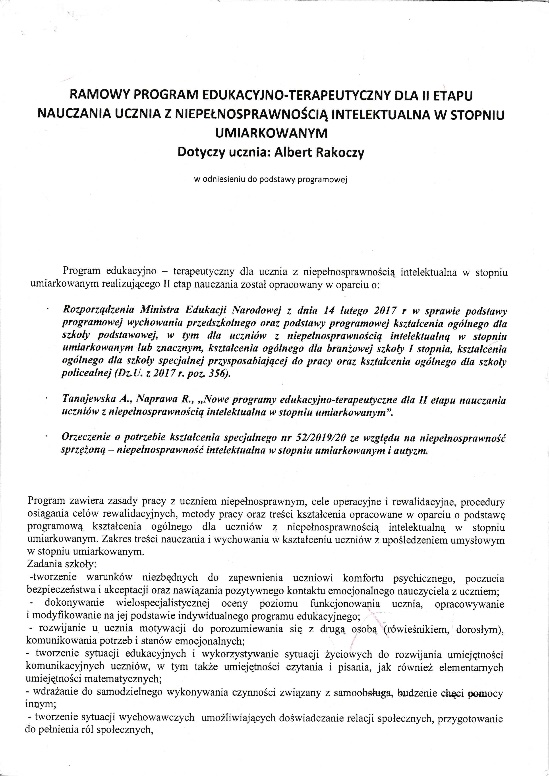 RAMOWY PROGRAM EDUKACYJNO-TERAPEUTYCZNY DLA II ETAPU
NAUCZANIA UCZNIA Z NIEPEŁNOSPRAWNOŚCIĄ INTELEKTUALNA W STOPNIU
UMIARKOWANYM
Dotyczy ucznia: Albert Rakoczy
w odniesieniu do podstawy programowej
Program edukacyjno – terapeutyczny dla ucznia z niepełnosprawnością intelektualna w stopniu
umiarkowanym realizującego II etap nauczania został opracowany w oparciu o:
· Rozporządzenia Ministra Edukacji Narodowej z dnia 14 lutego 2017 r w sprawie podstawy
programowej wychowania przedszkolnego oraz podstawy programowej kształcenia ogólnego dla
szkoły podstawowej, w tym dla uczniów z niepełnosprawnością intelektualną w stopniu
umiarkowanym lub znacznym, kształcenia ogólnego dla branżowej szkoły I stopnia, kształcenia
ogólnego dla szkoły specjalnej przysposabiającej do pracy oraz kształcenia ogólnego dla szkoły
policealnej (Dz.U. z 2017 r. poz. 356).
· Tanajewska A., Naprawa R., „Nowe programy edukacyjno-terapeutyczne dla II etapu nauczania
uczniów z niepełnosprawnością intelektualna w stopniu umiarkowanym”.
· Orzeczenie o potrzebie kształcenia specjalnego nr 52/2019/20 ze względu na niepełnosprawność
sprzężoną – niepełnosprawność intelektualna w stopniu umiarkowanym i autyzm.
Program zawiera zasady pracy z uczniem niepełnosprawnym, cele operacyjne i rewalidacyjne, procedury
osiągania celów rewalidacyjnych, metody pracy oraz treści kształcenia opracowane w oparciu o podstawę
programową kształcenia ogólnego dla uczniów z niepełnosprawnością intelektualną w stopniu
umiarkowanym. Zakres treści nauczania i wychowania w kształceniu uczniów z upośledzeniem umysłowym
w stopniu umiarkowanym.
Zadania szkoły:
-tworzenie warunków niezbędnych do zapewnienia uczniowi komfortu psychicznego, poczucia
bezpieczeństwa i akceptacji oraz nawiązania pozytywnego kontaktu emocjonalnego nauczyciela z uczniem;
- dokonywanie wielospecjalistycznej oceny poziomu funkcjonowania ucznia, opracowywanie
i modyfikowanie na jej podstawie indywidualnego programu edukacyjnego;
- rozwijanie u ucznia motywacji do porozumiewania się z drugą osobą (rówieśnikiem, dorosłym),
komunikowania potrzeb i stanów emocjonalnych;
- tworzenie sytuacji edukacyjnych i wykorzystywanie sytuacji życiowych do rozwijania umiejętności
komunikacyjnych uczniów, w tym także umiejętności czytania i pisania, jak również elementarnych
umiejętności matematycznych;
- wdrażanie do samodzielnego wykonywania czynności związany z samoobsługa, budzenie chęci pomocy
innym;
- tworzenie sytuacji wychowawczych umożliwiających doświadczanie relacji społecznych, przygotowanie
do pełnienia ról społecznych,